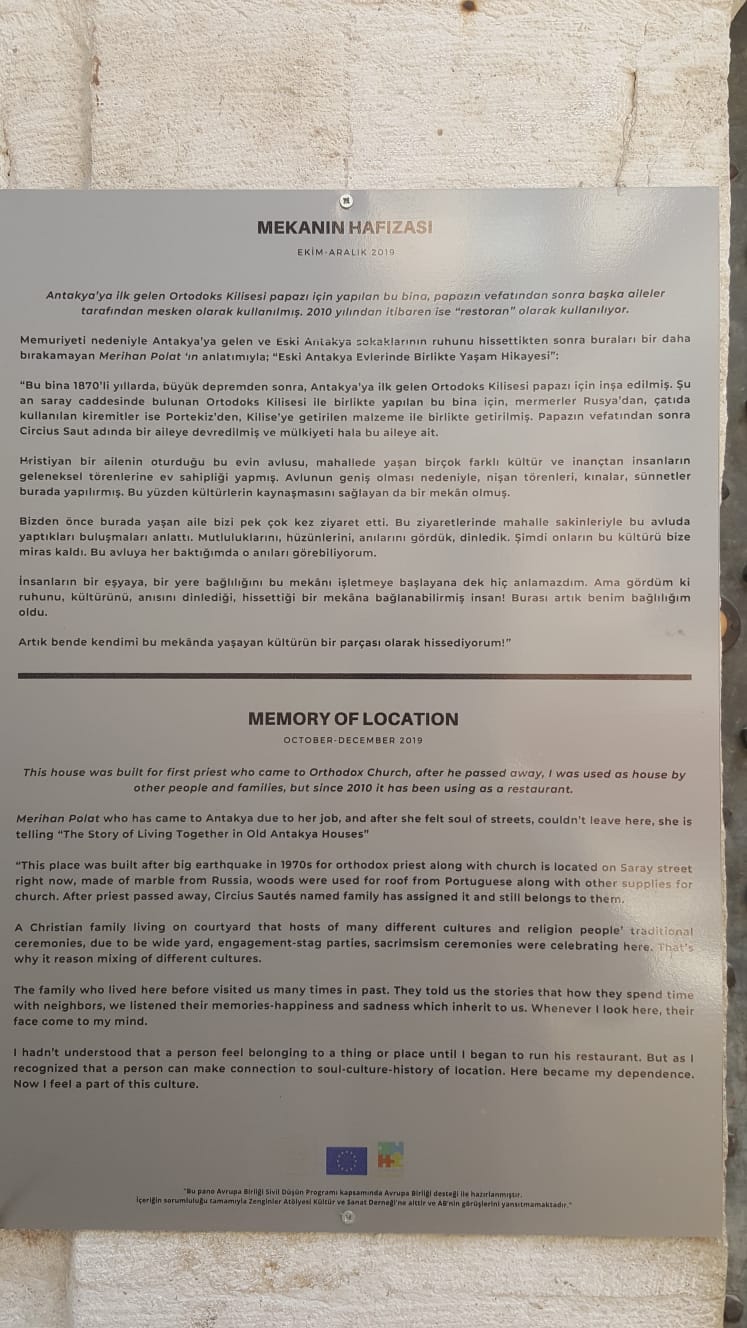 MEKANIN HAFIZASI
EKİM-ARALIK 2019
Antakya'ya ilk gelen Ortodoks Kilisesi papazı için yapılan bu bina, papazın vefatından sonra başka aileler
tarafından mesken olarak kullanılmış. 2010 yılından itibaren ise "restoran" olarak kullanılıyor.
Memuriyeti nedeniyle Antakya'ya gelen ve Eski Antakya sokaklarının ruhunu hissettikten sonra buraları bir daha
bırakamayan Merihan Polat 'ın anlatımıyla; "Eski Antakya Evlerinde Birlikte Yaşam Hikayesi":
"Bu bina 1870'li yıllarda, büyük depremden sonra, Antakya'ya ilk gelen Ortodoks Kilisesi papazı için inşa edilmiş. Şu
an saray caddesinde bulunan Ortodoks Kilisesi ile birlikte yapılan bu bina için, mermerler Rusya'dan, çatıda
kullanılan kiremitler ise Portekiz'den, Kilise'ye getirilen malzeme ile birlikte getirilmiş. Papazın vefatından sonra
Circius Saut adında bir aileye devredilmiş ve mülkiyeti hala bu aileye ait.
Hristiyan bir ailenin oturduğu bu evin avlusu, mahallede yaşan birçok farklı kültür ve inançtan insanların
geleneksel törenlerine ev sahipliği yapmış. Avlunun geniş olması nedeniyle, nişan törenleri, kınalar, sünnetler
burada yapılırmış. Bu yüzden kültürlerin kaynaşmasını sağlayan da bir mekân olmuş.
Bizden önce burada yaşan aile bizi pek çok kez ziyaret etti. Bu ziyaretlerinde mahalle sakinleriyle bu avluda
yaptıkları buluşmaları anlattı. Mutluluklarını, hüzünlerini, anılarını gördük, dinledik. Şimdi onların bu kültürü bize
miras kaldı. Bu avluya her baktığımda o anıları görebiliyorum.
İnsanların bir eşyaya, bir yere bağlılığını bu mekânı işletmeye başlayana dek hiç anlamazdım. Ama gördüm ki
ruhunu, kültürünü, anısını dinlediği, hissettiği bir mekâna bağlanabilirmiş insan! Burası artık benim bağlılığım
oldu.
Artık bende kendimi bu mekânda yaşayan kültürün bir parçası olarak hissediyorum!"
MEMORY OF LOCATION
OCTOBER-DECEMBER 2019
This house was built for first priest who came to Orthodox Church, after he passed away, I was used as house by
other people and families, but since 2010 it has been using as a restaurant.
Merihan Polat who has came to Antakya due to her job, and after she felt soul of streets, couldn't leave here, she is
telling "The Story of Living Together in Old Antakya Houses"
"This place was built after big earthquake in 1970s for orthodox priest along with church is located on Saray street
right now, made of marble from Russia, woods were used for roof from Portuguese along with other supplies for
church. After priest passed away, Circius Sautés named family has assigned it and still belongs to them.
A Christian family living on courtyard that hosts of many different cultures and religion people' traditional
ceremonies, due to be wide yard, engagement-stag parties, sacrimsism ceremonies were celebrating here. That's
why it reason mixing of different cultures.
The family who lived here before visited us many times in past. They told us the stories that how they spend time
with neighbors, we listened their memories-happiness and sadness which inherit to us. Whenever I look here, their
face come to my mind.
I hadn't understood that a person feel belonging to a thing or place until I began to run his restaurant. But as I
recognized that a person can make connection to soul-culture-history of location. Here became my dependence.
Now I feel a part of this culture.
"Bu pano Avrupa Birliği Sivil Düşün Programı kapsamında Avrupa Birliği desteği ile hazırlanmıştır.
İçeriğin sorumluluğu tamamıyla Zenginler Atölyesi Kültür ve Sanat Derneği'ne aittir ve AB'nin görüşlerini yansıtmamaktadır."